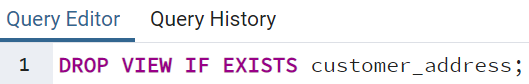 Query Editor Query History
1 DROP VIEW IF EXISTS customer_address;